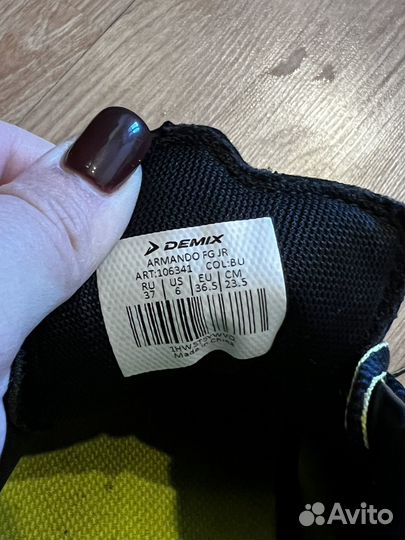 DEMIX
ARMANDO FG JR
ART:106341 COL:BU
RU US EU CM
37 6 36.5 23.5
Made in China
Avito